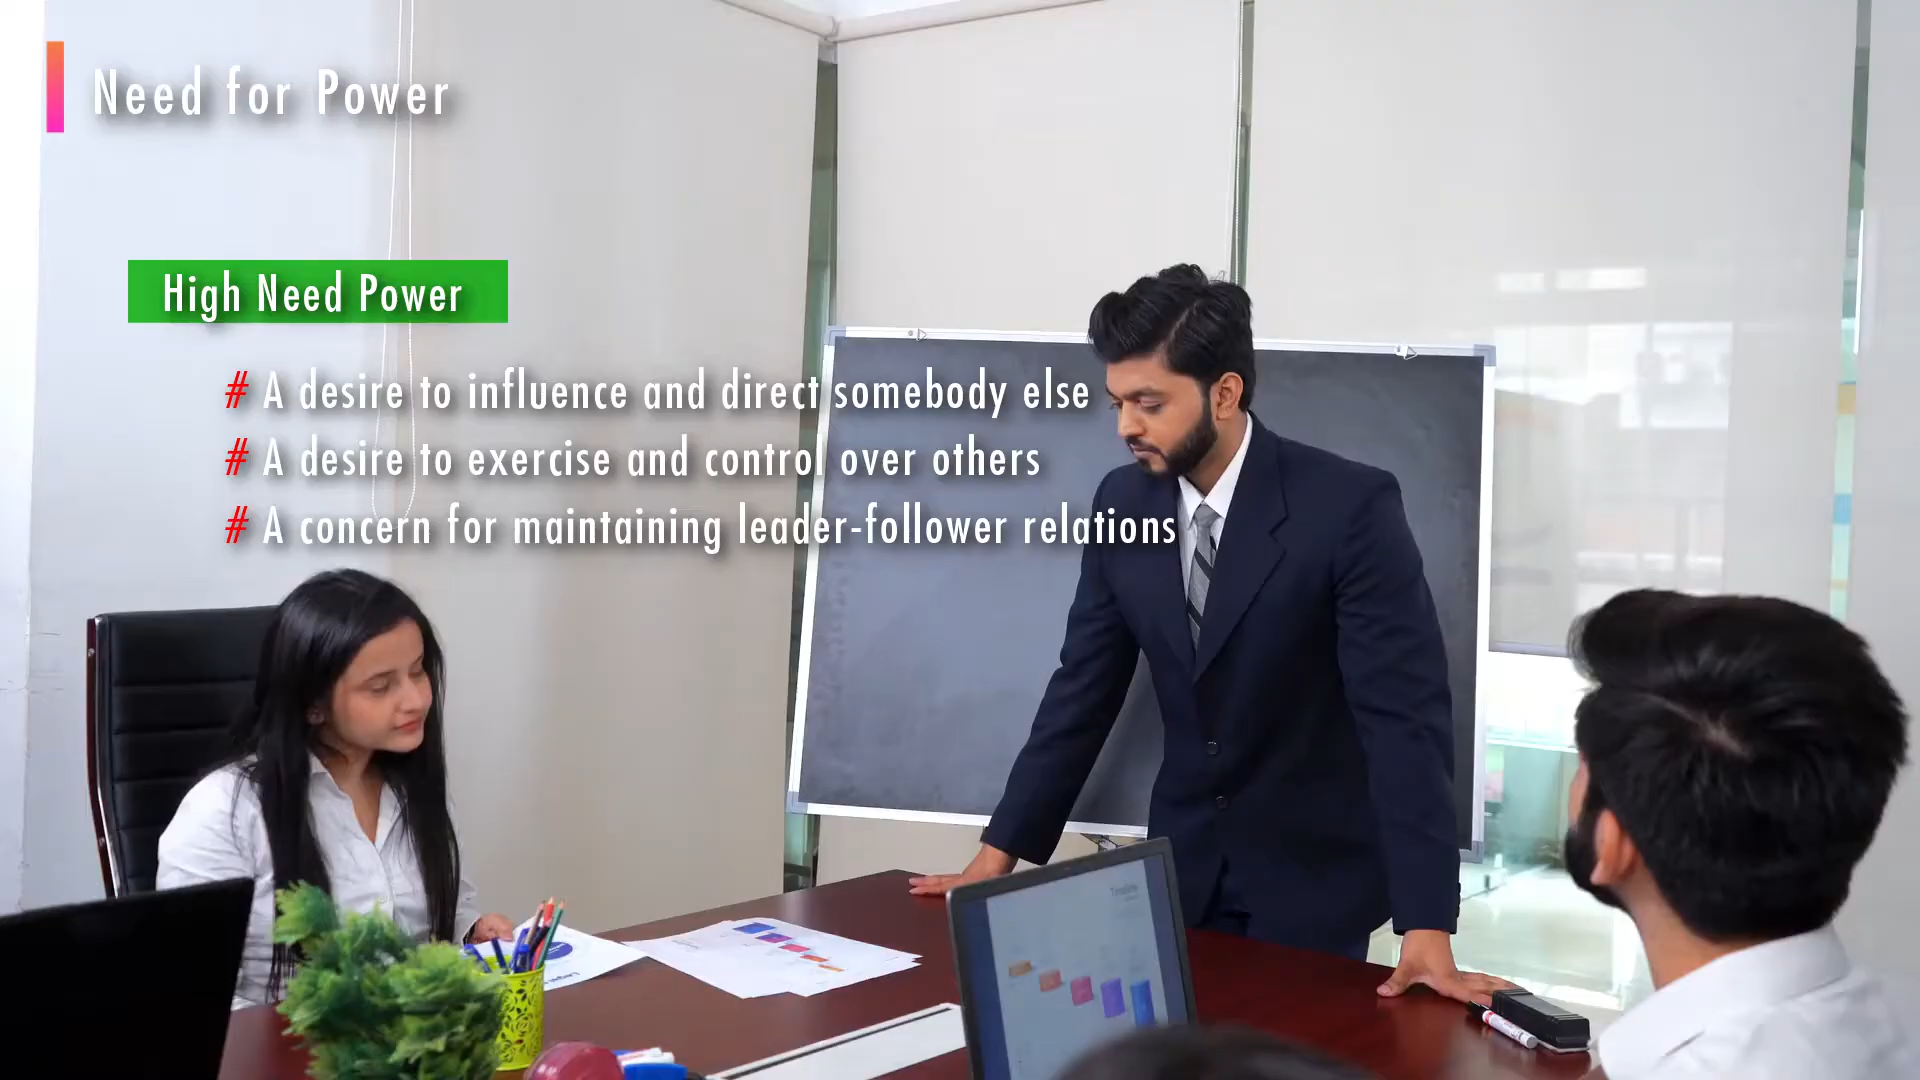 Need for Power
High Need Power
# A desire to influence and direct somebody else
# A desire to exercise and control over others
# A concern for maintaining leader-follower relations
Timeline